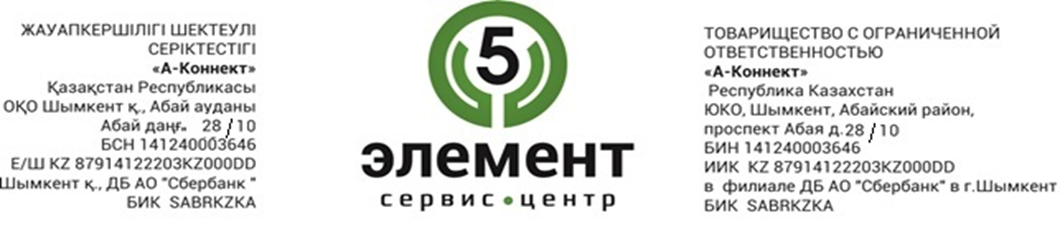 ЖАУАПКЕРШІЛІГІ ШЕКТЕУЛІ
СЕРІКТЕСТІГІ
«А-Коннект»
Қазақстан Республикасы
ОҚО Шымкент қ., Абай ауданы
Абай даңғ. 28/10
БСН 141240003646
Е/Ш KZ 87914122203KZ000DD
Шымкент қ., ДБ АО "Сбербанк "
БИК SABRKZKA
5
элемент
сервис•центр
ТОВАРИЩЕСТВО С ОГРАНИЧЕННОЙ
ОТВЕТСТВЕННОСТЬЮ
«А-Коннект»
Республика Казахстан
ЮКО, Шымкент, Абайский район,
проспект Абая д.28/10
БИН 141240003646
ИИК KZ 87914122203KZ000DD
в филиале ДБ АО "Сбербанк" в г.Шымкент
БИК SABRKZKA